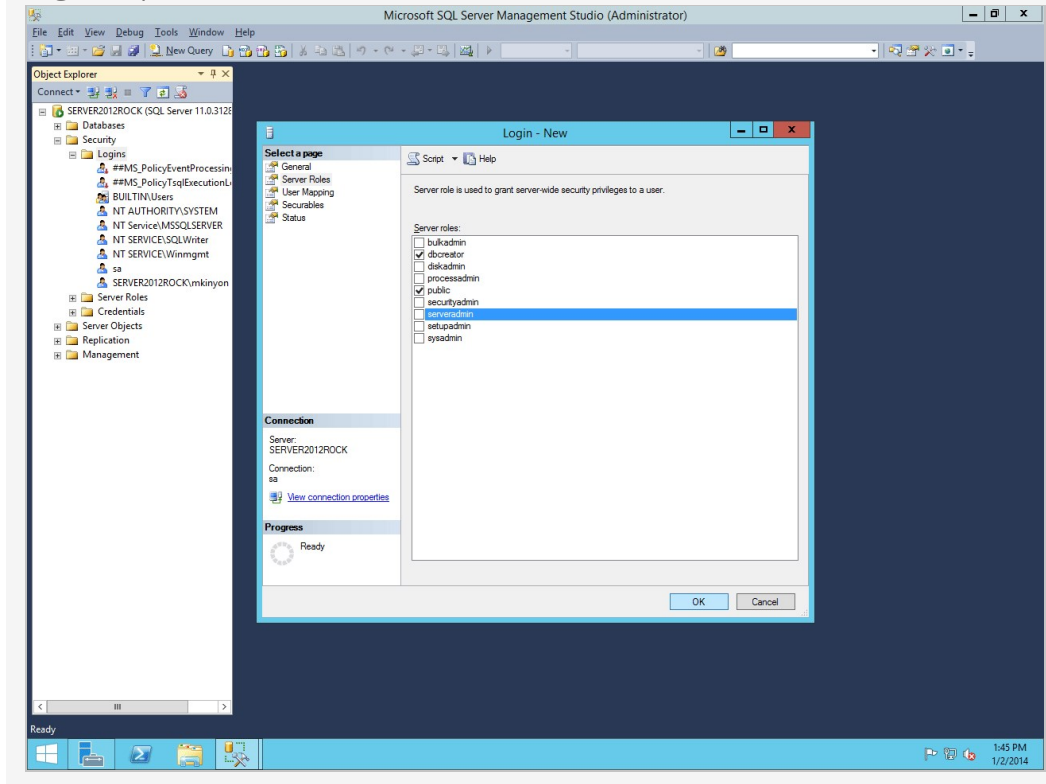 Microsoft SQL Server Management Studio (Administrator)
File Edit View Debug Tools Window Help
New Query
Object Explorer
Connect
SERVER2012ROCK (SQL Server 11.0.3128
Databases
Security
Logins
##MS_PolicyEventProcessin
##MS_PolicyTsqlExecutionL
BUILTIN\Users
NT AUTHORITY\SYSTEM
NT Service\MSSQLSERVER
NT SERVICE\SQLWriter
NT SERVICE\Winmgmt
sa
SERVER2012ROCK\mkinyon
Server Roles
Credentials
Server Objects
Replication
Management
Login - New
Select a page
General
Server Roles
User Mapping
Securables
Status
Script Help
Server role is used to grant server-wide security privileges to a user.
Server roles:
bulkadmin
dbcreator
diskadmin
processadmin
public
securityadmin
serveradmin
setupadmin
sysadmin
Connection
Server:
SERVER2012ROCK
Connection:
sa
View connection properties
Progress
Ready
OK Cancel
Ready
1:45 PM
1/2/2014